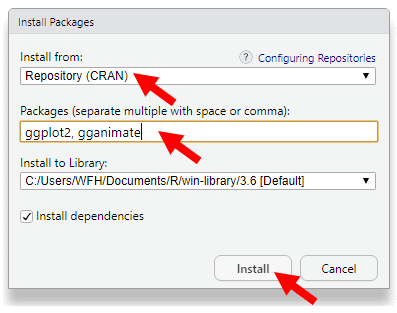 Install Packages
Install from:
? Configuring Repositories
Repository (CRAN)
Packages (separate multiple with space or comma):
ggplot2, gganimate
Install to Library:
C:/Users/WFH/Documents/R/win-library/3.6 [Default]
Install dependencies
Install
Cancel